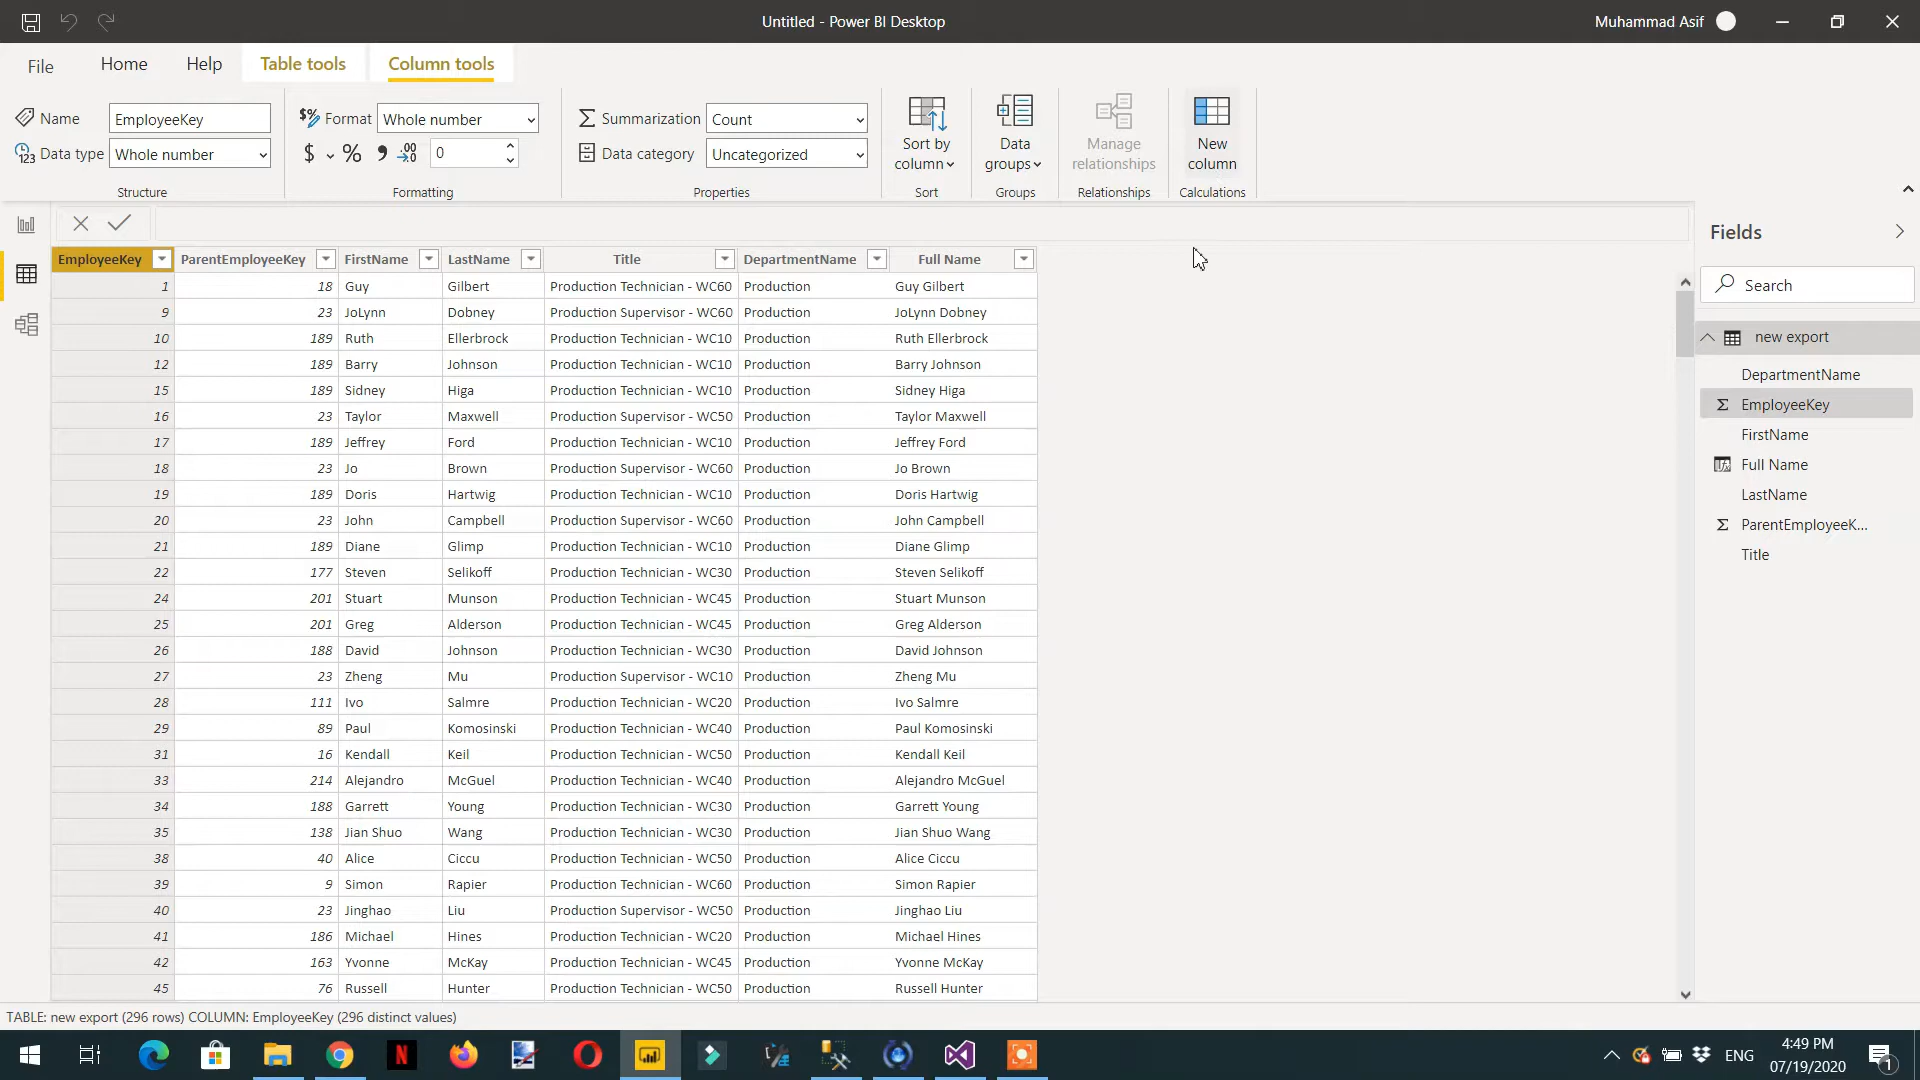 Untitled - Power BI Desktop
Muhammad Asif
File Home Help Table tools Column tools
Name EmployeeKey
Format Whole number
Summarization Count
Data type Whole number
$ % 9 .00 0
Data category Uncategorized
Sort by column
Data groups
Manage relationships
New column
Structure Formatting Properties Sort Groups Relationships Calculations
EmployeeKey ParentEmployeeKey FirstName LastName Title DepartmentName Full Name
1 18 Guy Gilbert Production Technician - WC60 Production Guy Gilbert
9 23 JoLynn Dobney Production Supervisor - WC60 Production JoLynn Dobney
10 189 Ruth Ellerbrock Production Technician - WC10 Production Ruth Ellerbrock
12 189 Barry Johnson Production Technician - WC10 Production Barry Johnson
15 189 Sidney Higa Production Technician - WC10 Production Sidney Higa
16 23 Taylor Maxwell Production Supervisor - WC50 Production Taylor Maxwell
17 189 Jeffrey Ford Production Technician - WC10 Production Jeffrey Ford
18 23 Jo Brown Production Supervisor - WC60 Production Jo Brown
19 189 Doris Hartwig Production Technician - WC10 Production Doris Hartwig
20 23 John Campbell Production Supervisor - WC60 Production John Campbell
21 189 Diane Glimp Production Technician - WC10 Production Diane Glimp
22 177 Steven Selikoff Production Technician - WC30 Production Steven Selikoff
24 201 Stuart Munson Production Technician - WC45 Production Stuart Munson
25 201 Greg Alderson Production Technician - WC45 Production Greg Alderson
26 188 David Johnson Production Technician - WC30 Production David Johnson
27 23 Zheng Mu Production Supervisor - WC10 Production Zheng Mu
28 111 Ivo Salmre Production Technician - WC20 Production Ivo Salmre
29 89 Paul Komosinski Production Technician - WC40 Production Paul Komosinski
31 16 Kendall Keil Production Technician - WC50 Production Kendall Keil
33 214 Alejandro McGuel Production Technician - WC40 Production Alejandro McGuel
34 188 Garrett Young Production Technician - WC30 Production Garrett Young
35 138 Jian Shuo Wang Production Technician - WC30 Production Jian Shuo Wang
38 40 Alice Ciccu Production Technician - WC50 Production Alice Ciccu
39 9 Simon Rapier Production Technician - WC60 Production Simon Rapier
40 23 Jinghao Liu Production Supervisor - WC50 Production Jinghao Liu
41 186 Michael Hines Production Technician - WC20 Production Michael Hines
42 163 Yvonne McKay Production Technician - WC45 Production Yvonne McKay
45 76 Russell Hunter Production Technician - WC50 Production Russell Hunter
Fields
Search
new export
DepartmentName
EmployeeKey
FirstName
Full Name
LastName
ParentEmployeeK...
Title
TABLE: new export (296 rows) COLUMN: EmployeeKey (296 distinct values)
ENG
4:49 PM
07/19/2020
1